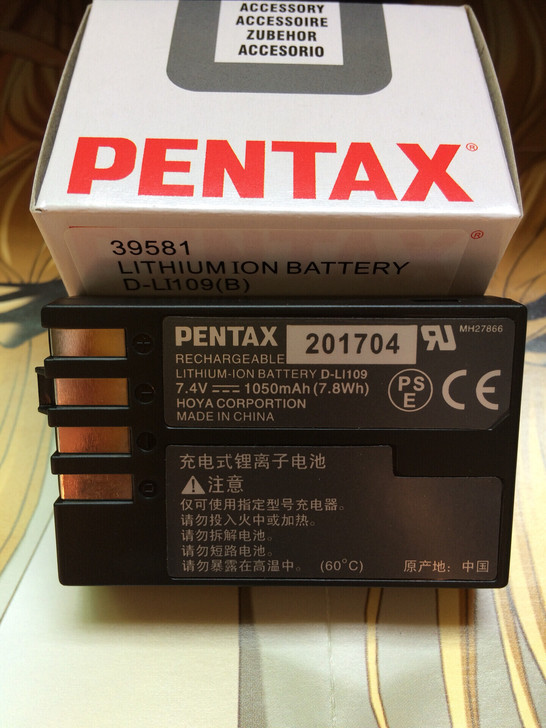 ACCESSORY
ACCESSOIRE
ZUBEHOR
ACCESORIO
PENTAX®
®
39581
LITHIUM ION BATTERY
D-LI109(B)
PENTAX 201704 MH27866
RECHARGEABLE
LITHIUM-ION BATTERY D-LI109
7.4V 1050mAh (7.8Wh)
HOYA CORPORTION
MADE IN CHINA
PS
E
CE
充电式锂离子电池
注意
仅可使用指定型号充电器。
请勿投入火中或加热。
请勿拆解电池。
请勿短路电池。
请勿暴露在高温中。 (60°C) 原产地: 中国